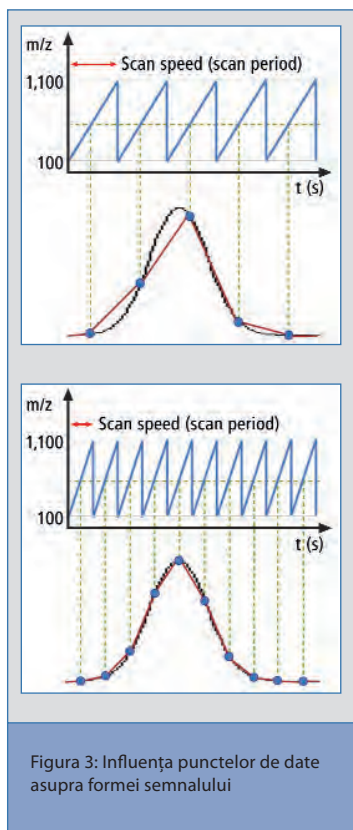 m/z
Scan speed (scan period)
1,100
100
t (s)
m/z
Scan speed (scan period)
1,100
100
t (s)
Figura 3: Influența punctelor de date
asupra formei semnalului